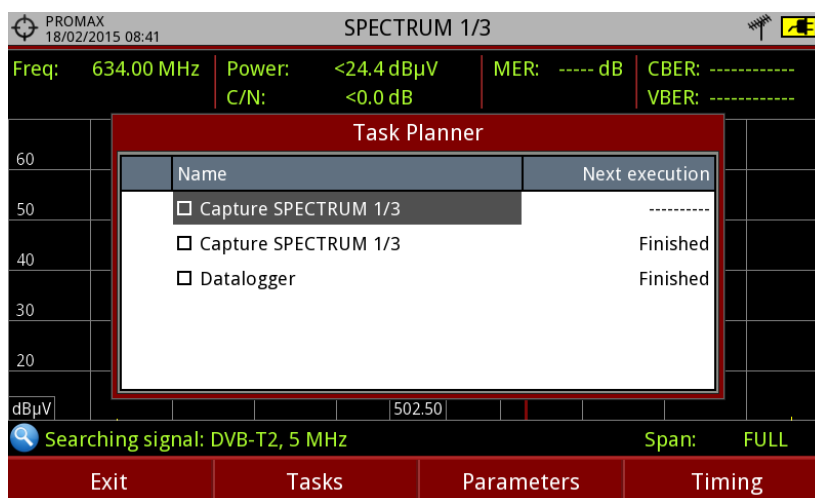 PROMAX
18/02/2015 08:41
SPECTRUM 1/3
Freq: 634.00 MHz Power: <24.4 dBµV MER: ----- dB CBER: ------------
C/N: <0.0 dB VBER: ------------
Task Planner
Name Next execution
Capture SPECTRUM 1/3 ----------
Capture SPECTRUM 1/3 Finished
Datalogger Finished
60
50
40
30
20
dBµV 502.50
Searching signal: DVB-T2, 5 MHz Span: FULL
Exit Tasks Parameters Timing